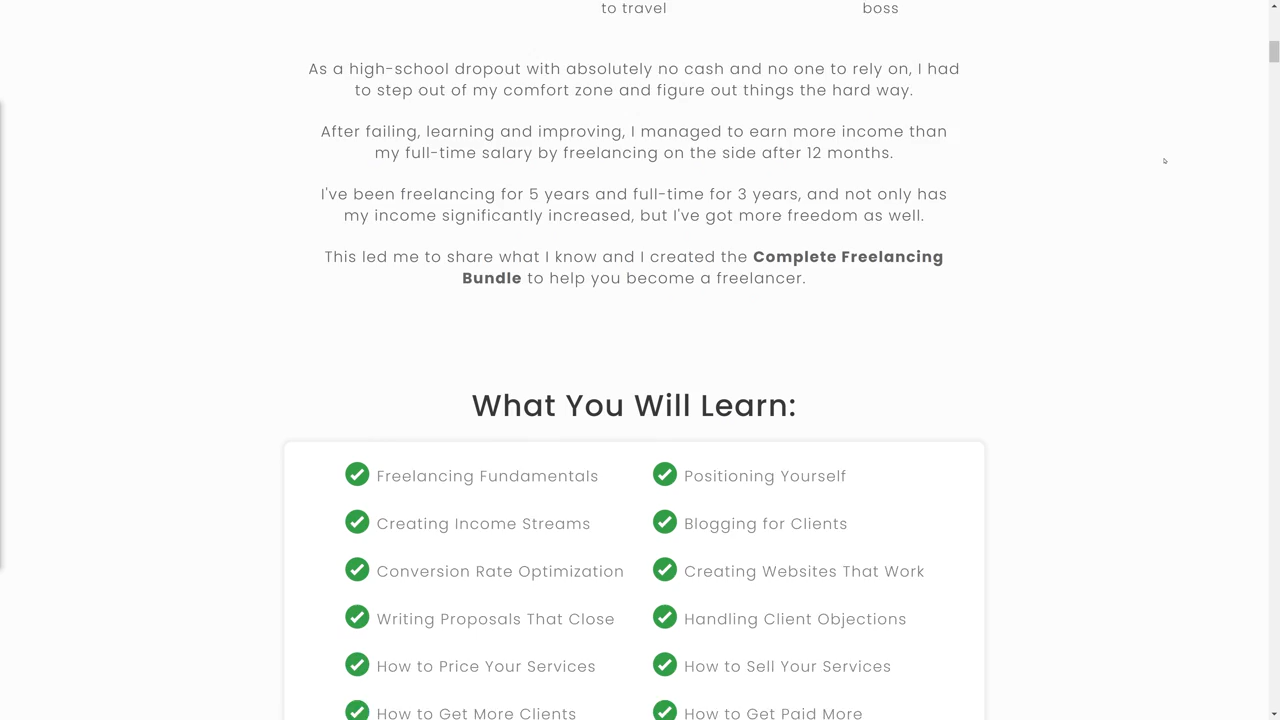 to travel
boss
As a high-school dropout with absolutely no cash and no one to rely on, I had
to step out of my comfort zone and figure out things the hard way.
After failing, learning and improving, I managed to earn more income than
my full-time salary by freelancing on the side after 12 months.
I've been freelancing for 5 years and full-time for 3 years, and not only has
my income significantly increased, but I've got more freedom as well.
This led me to share what I know and I created the Complete Freelancing
Bundle to help you become a freelancer.
What You Will Learn:
Freelancing Fundamentals
Positioning Yourself
Creating Income Streams
Blogging for Clients
Conversion Rate Optimization
Creating Websites That Work
Writing Proposals That Close
Handling Client Objections
How to Price Your Services
How to Sell Your Services
How to Get More Clients
How to Get Paid More